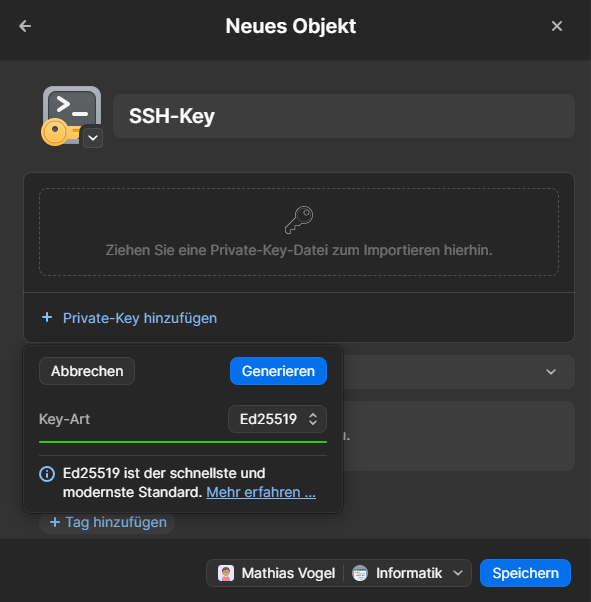 Neues Objekt
SSH-Key
Ziehen Sie eine Private-Key-Datei zum Importieren hierhin.
+ Private-Key hinzufügen
Abbrechen
Generieren
Key-Art
Ed25519
Ed25519 ist der schnellste und
modernste Standard. Mehr erfahren ...
+ Tag hinzufügen
Mathias Vogel
Informatik
Speichern